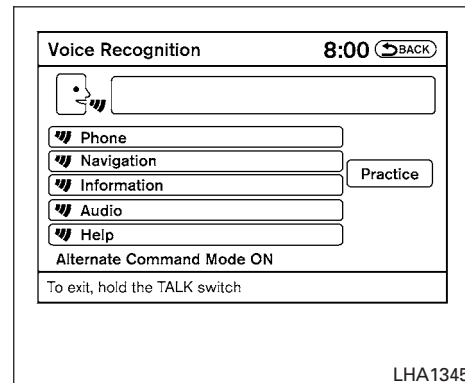 Voice Recognition 8:00 BACK
Phone
Navigation
Practice
Information
Audio
Help
Alternate Command Mode ON
To exit, hold the TALK switch
LHA1345